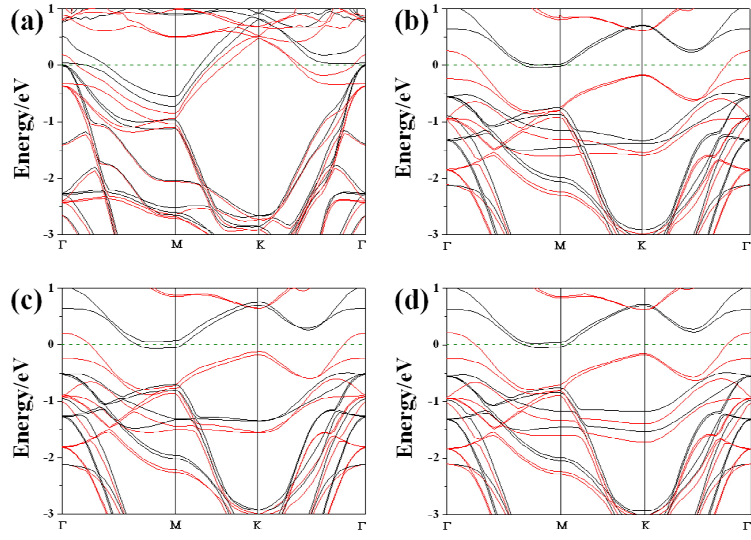 (a)
(b)
Energy/eV
1
0
-1
-2
-3
Γ
M
K
Γ
Energy/eV
1
0
-1
-2
-3
Γ
M
K
Γ
(c)
(d)
Energy/eV
1
0
-1
-2
-3
Γ
M
K
Γ
Energy/eV
1
0
-1
-2
-3
Γ
M
K
Γ